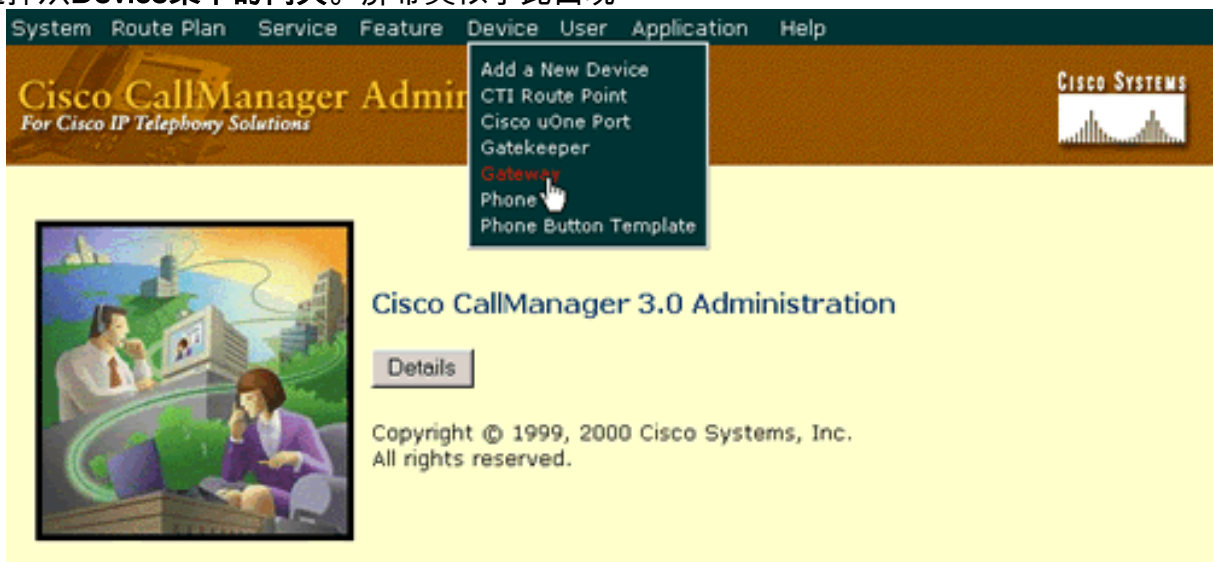 System Route Plan Service Feature Device User Application Help
Cisco CallManager Admin
For Cisco IP Telephony Solutions
Add a New Device
CTI Route Point
Cisco uOne Port
Gatekeeper
Gateway
Phone
Phone Button Template
CISCO SYSTEMS
Cisco CallManager 3.0 Administration
Details
Copyright © 1999, 2000 Cisco Systems, Inc.
All rights reserved.